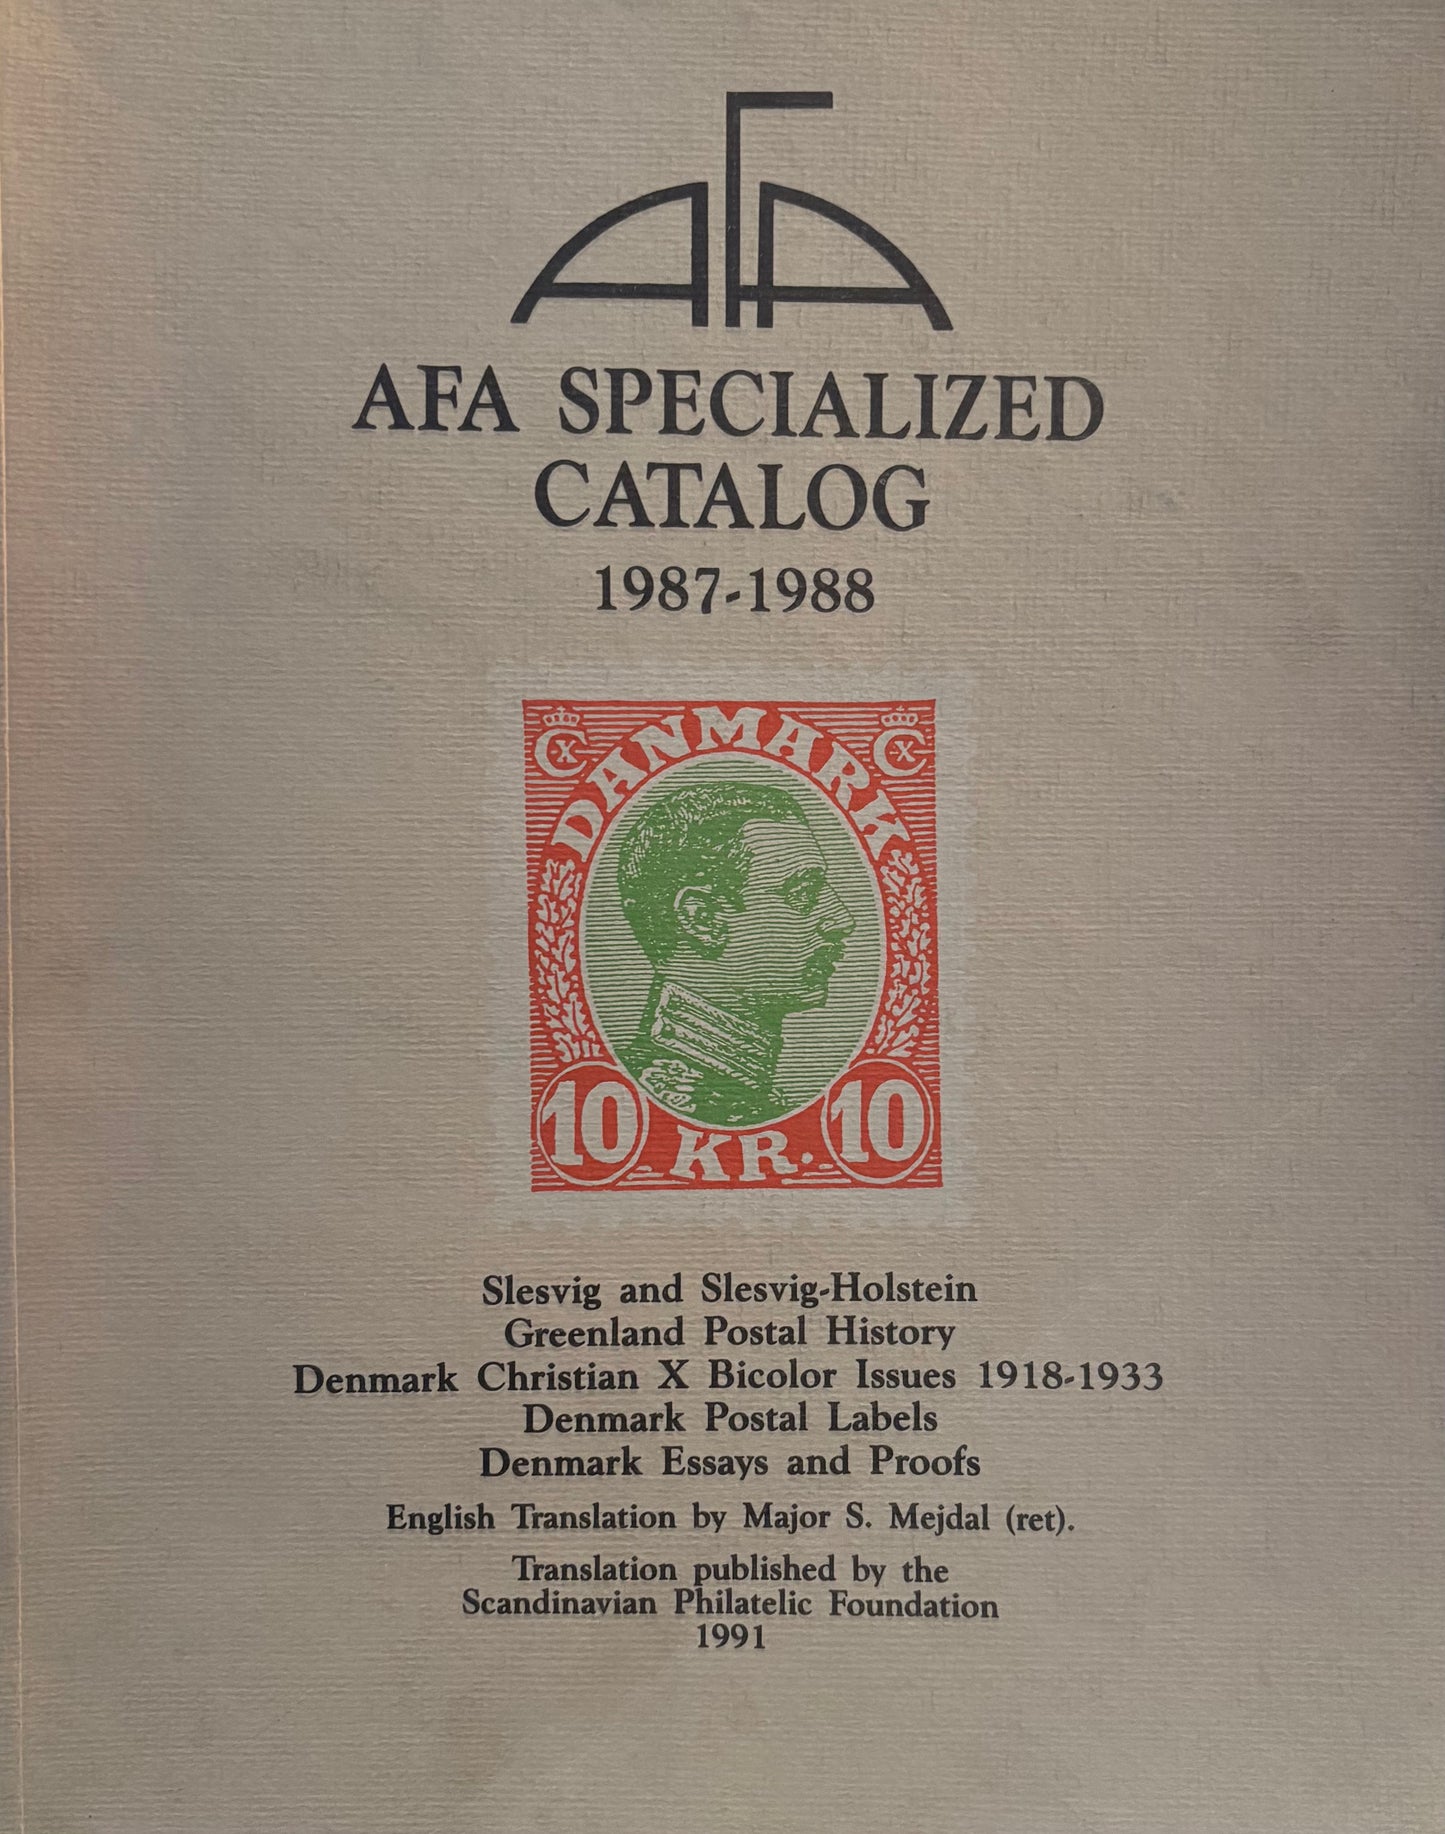 AFA
AFA SPECIALIZED
CATALOG
1987-1988
CX DANMARK CX
10 KR. 10
Slesvig and Slesvig-Holstein
Greenland Postal History
Denmark Christian X Bicolor Issues 1918-1933
Denmark Postal Labels
Denmark Essays and Proofs
English Translation by Major S. Mejdal (ret).
Translation published by the
Scandinavian Philatelic Foundation
1991